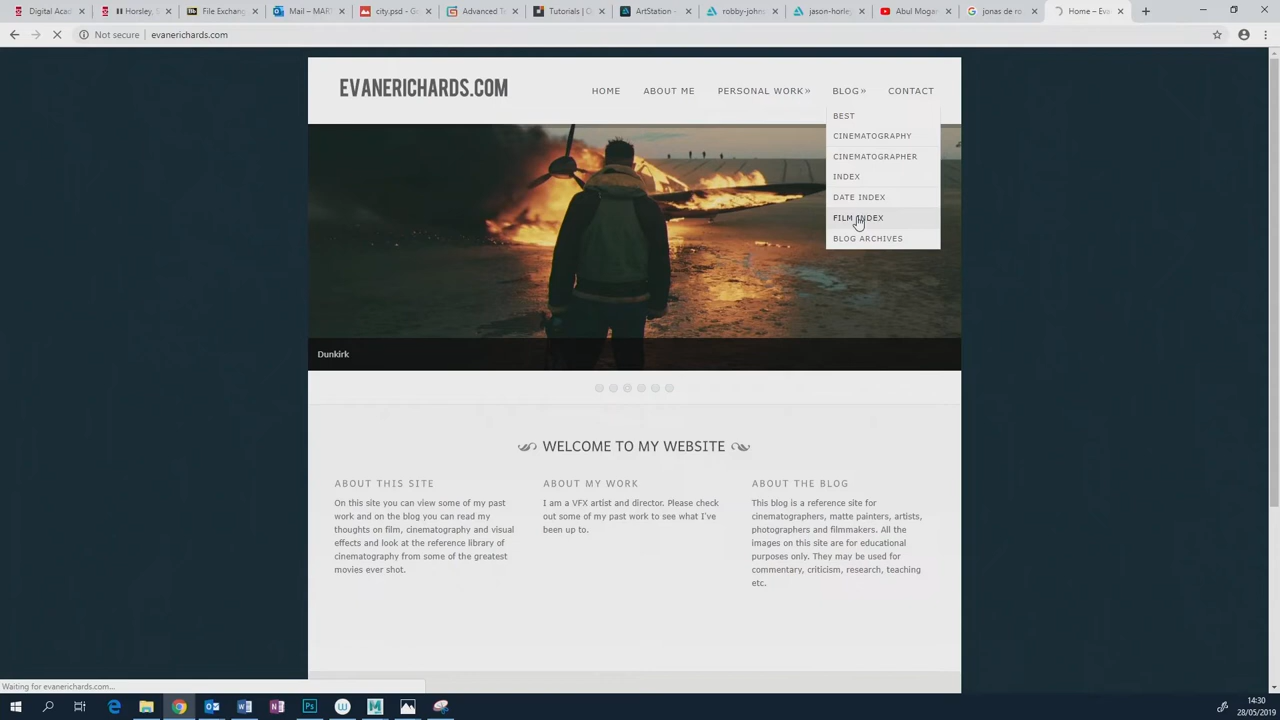 Digital Acad
Horsley, S
File Exchan
Mail – MAR
city.psd - G
Advanced T
Tutorials | O
ArtStation -
robby-johns
jason-horley
Abul Mogar
jonas de ro
Home – Ev
Not secure | evanerichards.com
EVANERICHARDS.COM
HOME ABOUT ME PERSONAL WORK» BLOG» CONTACT
BEST
CINEMATOGRAPHY
CINEMATOGRAPHER
INDEX
DATE INDEX
FILM INDEX
BLOG ARCHIVES
Dunkirk
WELCOME TO MY WEBSITE
ABOUT THIS SITE
On this site you can view some of my past
work and on the blog you can read my
thoughts on film, cinematography and visual
effects and look at the reference library of
cinematography from some of the greatest
movies ever shot.
ABOUT MY WORK
I am a VFX artist and director. Please check
out some of my past work to see what I've
been up to.
ABOUT THE BLOG
This blog is a reference site for
cinematographers, matte painters, artists,
photographers and filmmakers. All the
images on this site are for educational
purposes only. They may be used for
commentary, criticism, research, teaching
etc.
Waiting for evanerichards.com...
14:30
28/05/2019